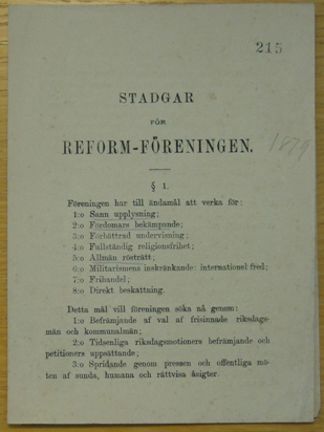 215
STADGAR
FÖR
REFORM-FÖRENINGEN.
1879
§ 1.
Föreningen har till ändamål att verka för:
1:o Sann upplysning;
2:o Fördomars bekämpande;
3:o Förbättrad undervisning;
4:o Fullständig religionsfrihet;
5:o Allmän rösträtt;
6:o Militarismens inskränkande: internationel fred;
7:o Frihandel;
8:o Direkt beskattning.
Detta mål vill föreningen söka nå genom:
1:o Befrämjande af val af frisinnade riksdags-
män och kommunalmän;
2:o Tidsenliga riksdagsmotioners befrämjande och
petitioners uppsättande;
3:o Spridande genom pressen och offentliga mö-
ten af sunda, humana och rättvisa åsigter.